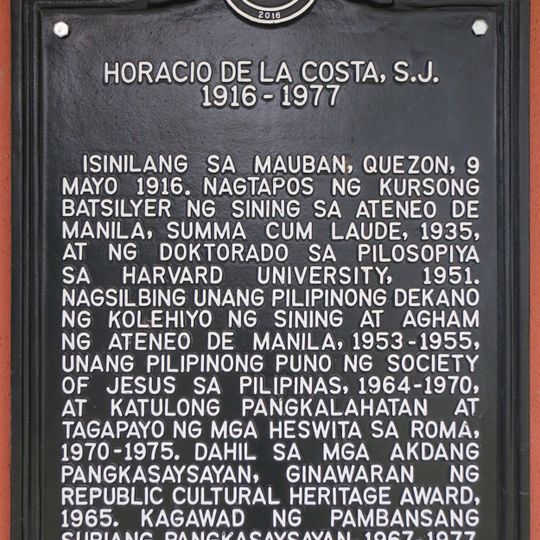 2016
HORACIO DE LA COSTA, S.J.
1916 - 1977
ISINILANG SA MAUBAN, QUEZON, 9
MAYO 1916. NAGTAPOS NG KURSONG
BATSILYER NG SINING SA ATENEO DE
MANILA, SUMMA CUM LAUDE, 1935,
AT NG DOKTORADO SA PILOSOPIYA
SA HARVARD UNIVERSITY, 1951.
NAGSILBING UNANG PILIPINONG DEKANO
NG KOLEHIYO NG SINING AT AGHAM
NG ATENEO DE MANILA, 1953-1955,
UNANG PILIPINONG PUNO NG SOCIETY
OF JESUS SA PILIPINAS, 1964-1970,
AT KATULONG PANGKALAHATAN AT
TAGAPAYO NG MGA HESWITA SA ROMA,
1970-1975. DAHIL SA MGA AKDANG
PANGKASAYSAYAN, GINAWARAN NG
REPUBLIC CULTURAL HERITAGE AWARD,
1965. KAGAWAD NG PAMBANSANG
SURIANG PANGKASAYSAYAN, 1967-1977.